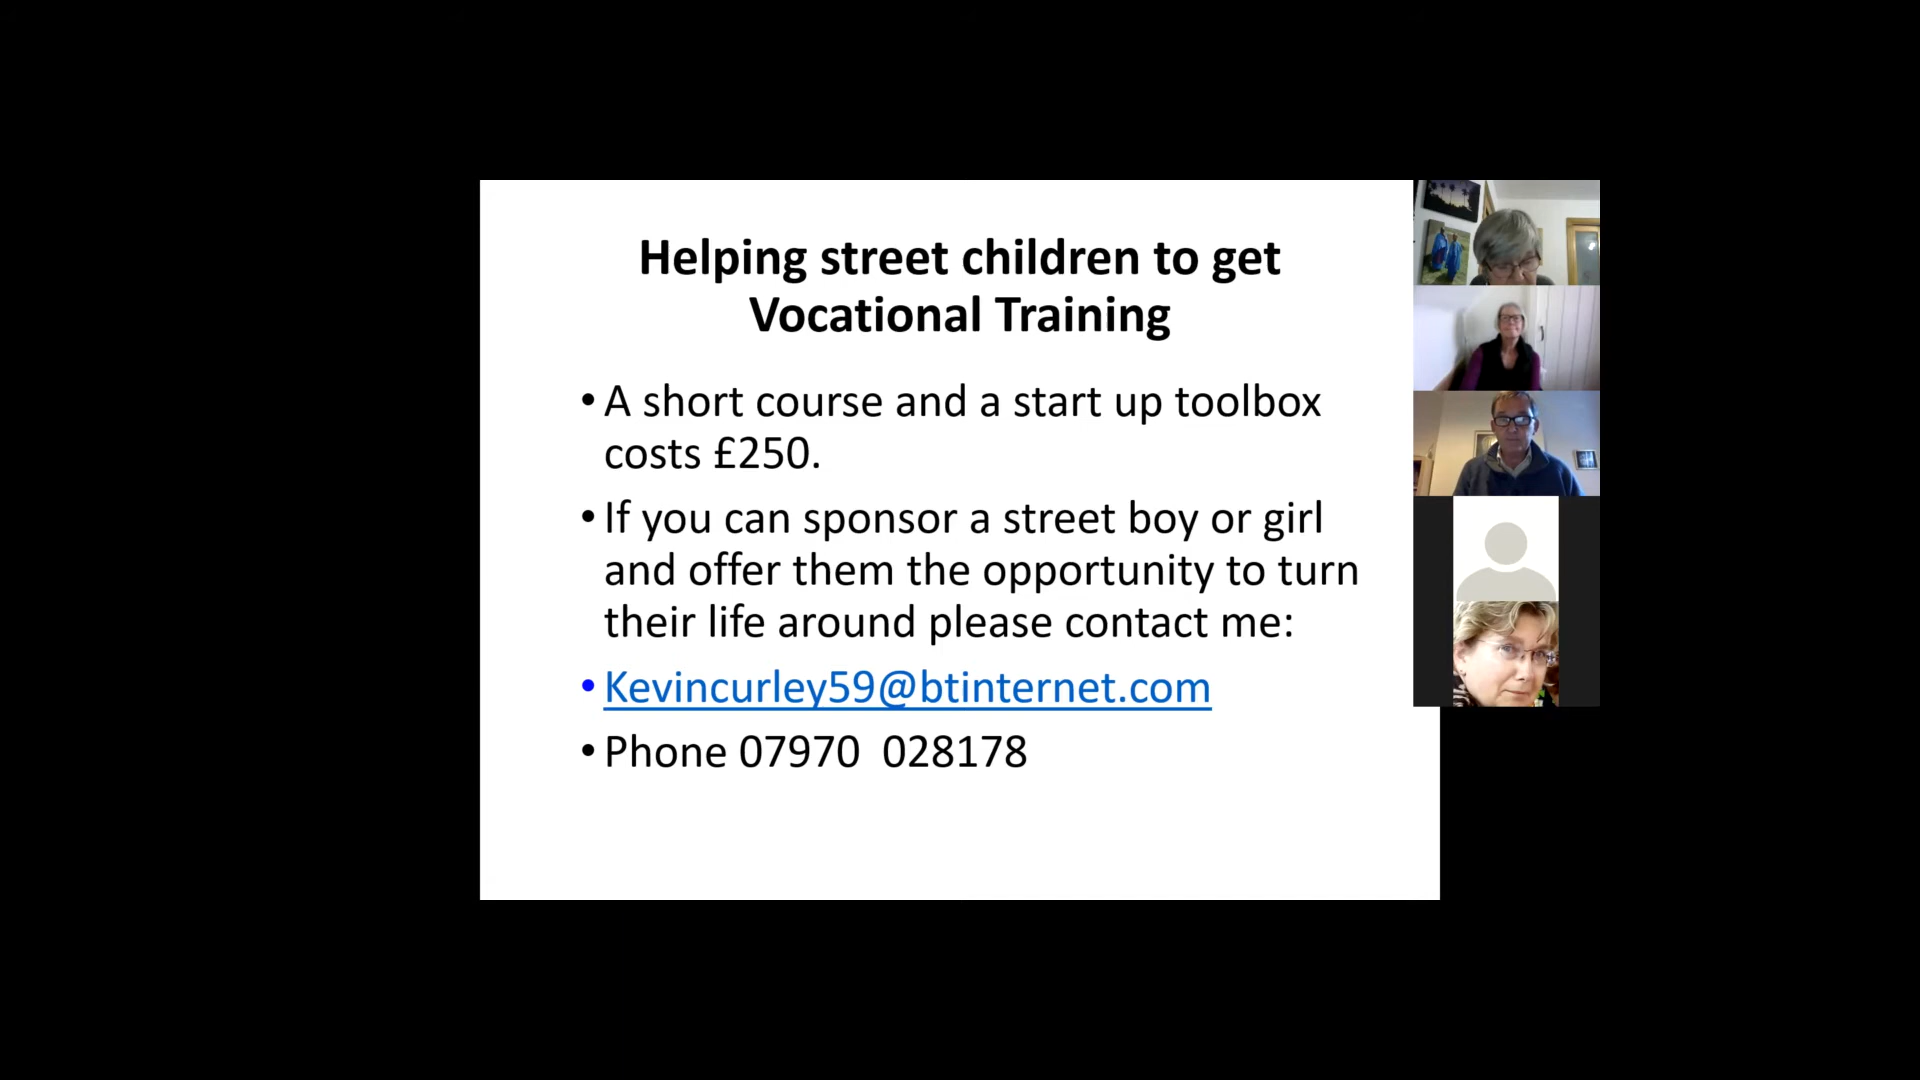 Helping street children to get
Vocational Training
• A short course and a start up toolbox
costs £250.
• If you can sponsor a street boy or girl
and offer them the opportunity to turn
their life around please contact me:
• Kevincurley59@btinternet.com
• Phone 07970  028178